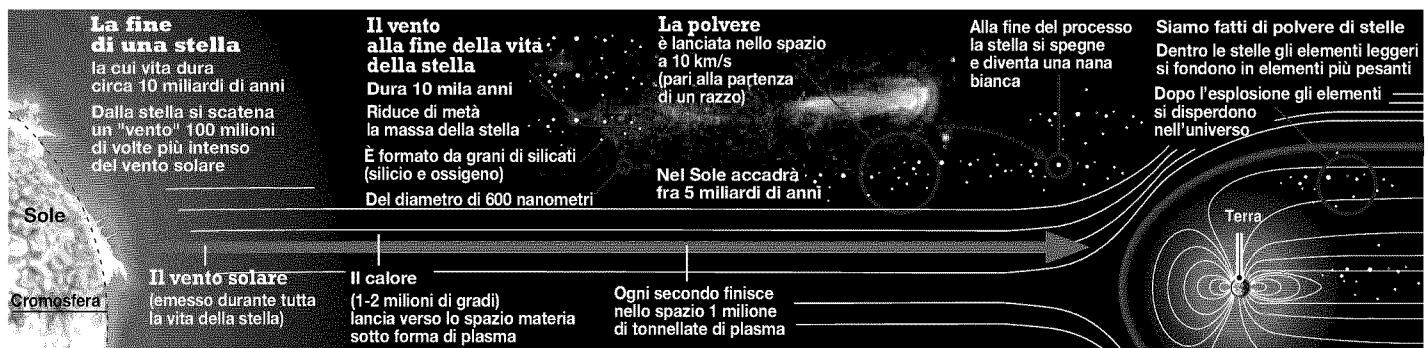 La fine
di una stella
la cui vita dura
circa 10 miliardi di anni
Dalla stella si scatena
un "vento" 100 milioni
di volte più intenso
del vento solare
Il vento
alla fine della vita
della stella
Dura 10 mila anni
Riduce di metà
la massa della stella
È formato da grani di silicati
(silicio e ossigeno)
Del diametro di 600 nanometri
La polvere
è lanciata nello spazio
a 10 km/s
(pari alla partenza
di un razzo)
Nel Sole accadrà
fra 5 miliardi di anni
Alla fine del processo
la stella si spegne
e diventa una nana
bianca
Siamo fatti di polvere di stelle
Dentro le stelle gli elementi leggeri
si fondono in elementi più pesanti
Dopo l'esplosione gli elementi
si disperdono
nell'universo
Sole
Cromosfera
Il vento solare
(emesso durante tutta
la vita della stella)
Il calore
(1-2 milioni di gradi)
lancia verso lo spazio materia
sotto forma di plasma
Ogni secondo finisce
nello spazio 1 milione
di tonnellate di plasma
Terra